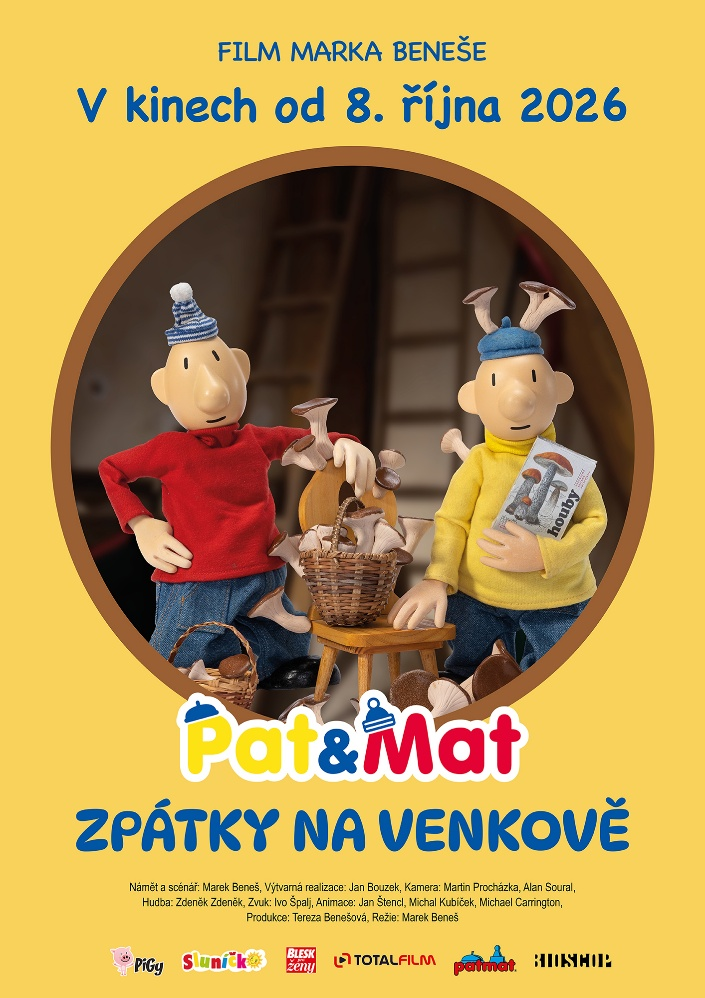 FILM MARKA BENEŠE
V kinech od 8. října 2026
houby
Pat&Mat
ZPÁTKY NA VENKOVĚ
Námět a scénář: Marek Beneš, Výtvarná realizace: Jan Bouzek, Kamera: Martin Procházka, Alan Soural,
Hudba: Zdeněk Zdeněk, Zvuk: Ivo Špalj, Animace: Jan Štencl, Michal Kubíček, Michael Carrington,
Produkce: Tereza Benešová, Režie: Marek Beneš
PiGy
Sluníčko
BLESK pro ženy
TOTALFILM
patmat
BIOSCOP